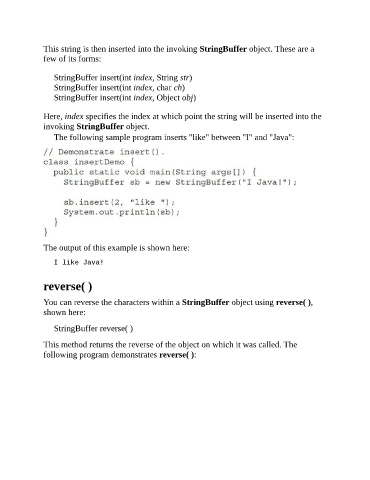 This string is then inserted into the invoking StringBuffer object. These are a
few of its forms:
StringBuffer insert(int index, String str)
StringBuffer insert(int index, char ch)
StringBuffer insert(int index, Object obj)
Here, index specifies the index at which point the string will be inserted into the
invoking StringBuffer object.
The following sample program inserts "like" between "I" and "Java":
// Demonstrate insert().
class insertDemo {
public static void main(String args[]) {
StringBuffer sb = new StringBuffer("I Java!");
sb.insert(2, "like ");
System.out.println(sb);
}
}
The output of this example is shown here:
I like Java!
reverse( )
You can reverse the characters within a StringBuffer object using reverse( ),
shown here:
StringBuffer reverse( )
This method returns the reverse of the object on which it was called. The
following program demonstrates reverse( ):